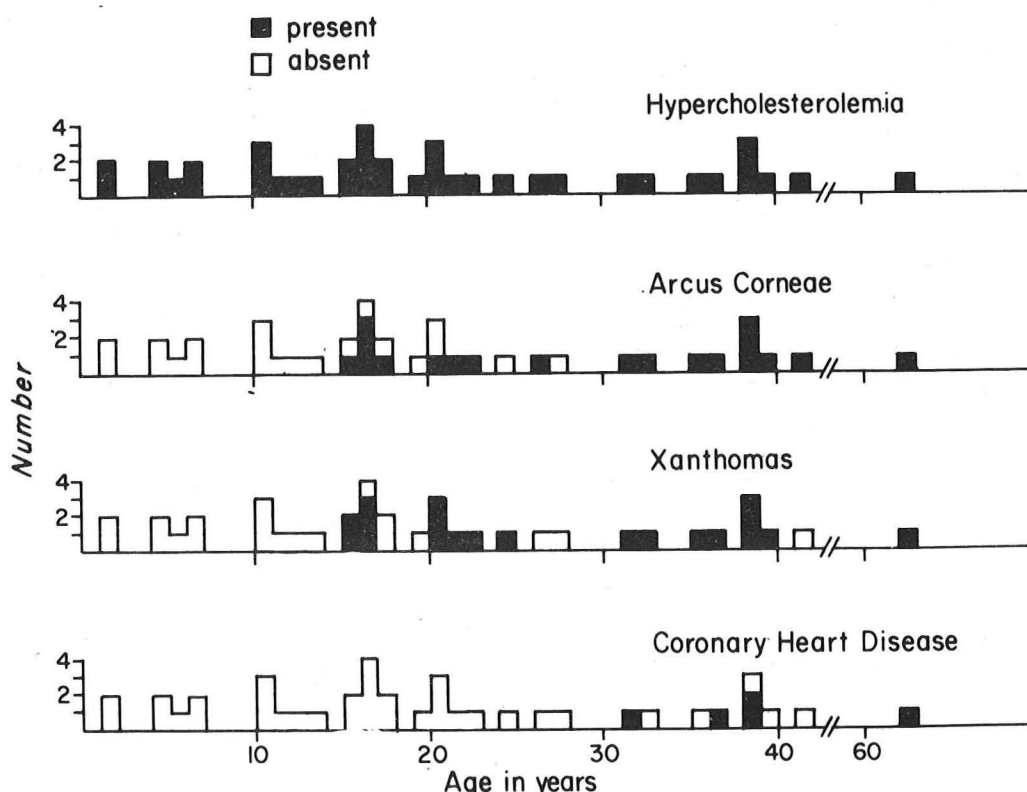 present
absent
Hypercholesterolemia
4
2
Arcus Corneae
4
2
Number
Xanthomas
4
2
Coronary Heart Disease
4
2
10 20 30 40 60
Age in years